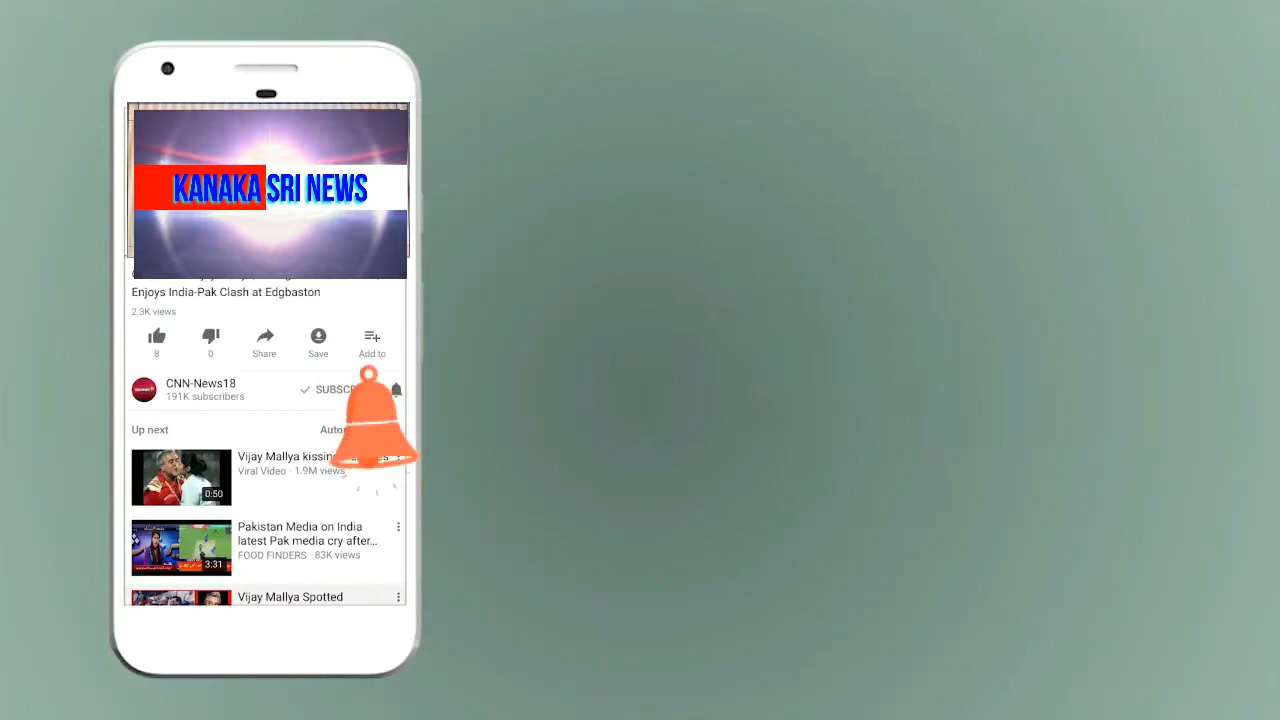 KANAKA SRI NEWS
Enjoys India-Pak Clash at Edgbaston
2.3K views
8
0
Share
Save
Add to
CNN-News18
191K subscribers
Up next
Vijay Mallya
Viral Video · 1.9M views
0:50
Pakistan Media on India
latest Pak media cry after...
FOOD FINDERS · 83K views
3:31
Vijay Mallya Spotted